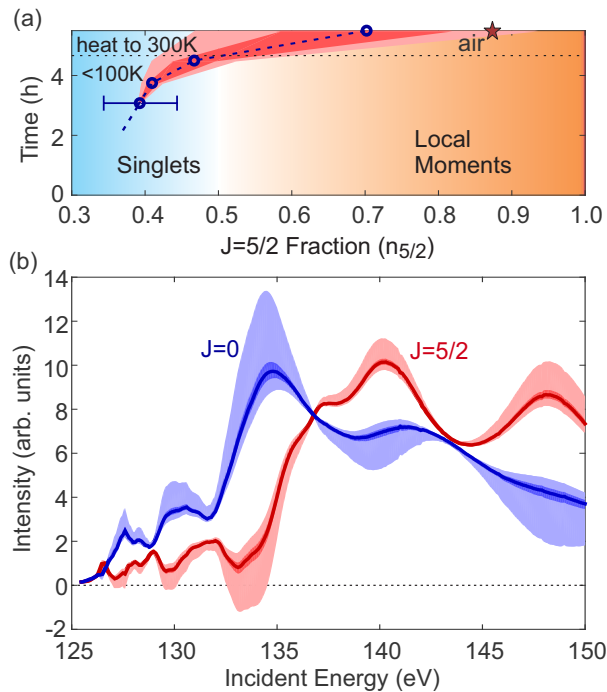 (a)
heat to 300K
<100K
air
Singlets
Local
Moments
Time (h)
4
2
0
0.3 0.4 0.5 0.6 0.7 0.8 0.9 1.0
J=5/2 Fraction (n5/2)
(b)
14
12
10
8
6
4
2
0
-2
J=0
J=5/2
Intensity (arb. units)
125 130 135 140 145 150
Incident Energy (eV)